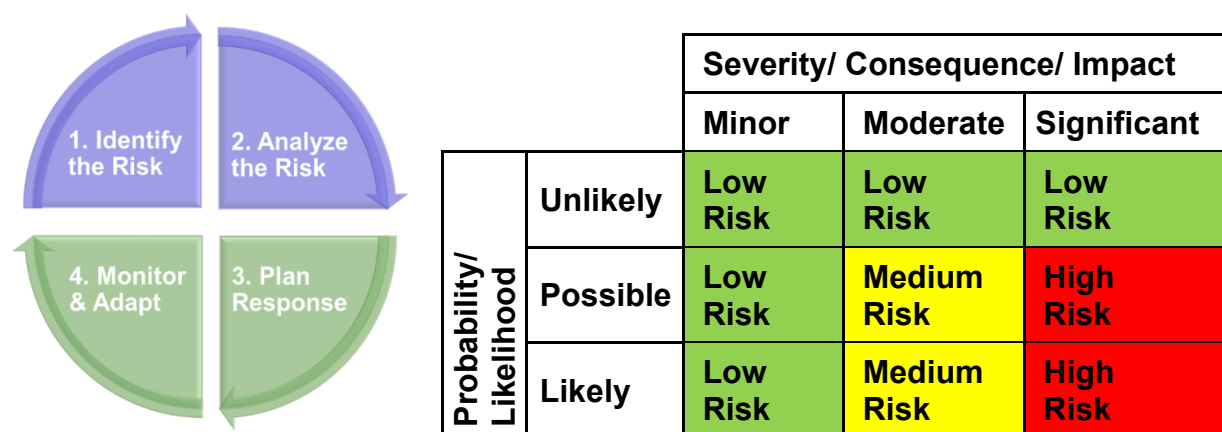 1. Identify
the Risk
2. Analyze
the Risk
4. Monitor
& Adapt
3. Plan
Response
Severity/ Consequence/ Impact
Minor
Moderate
Significant
Probability/
Likelihood
Unlikely
Low
Risk
Low
Risk
Low
Risk
Possible
Low
Risk
Medium
Risk
High
Risk
Likely
Low
Risk
Medium
Risk
High
Risk